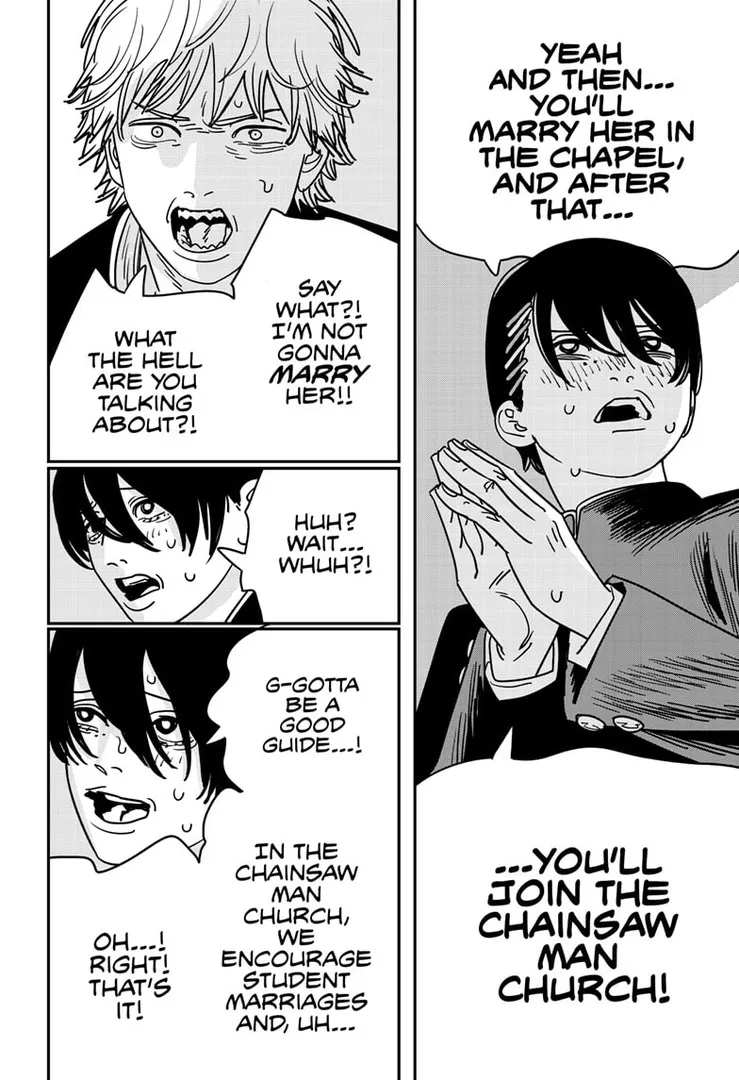 YEAH
AND THEN...
YOU'LL
MARRY HER IN
THE CHAPEL,
AND AFTER
THAT...
...YOU'LL
JOIN THE
CHAINSAW
MAN
CHURCH!
SAY
WHAT?!
I'M NOT
GONNA
MARRY
HER!!
WHAT
THE HELL
ARE YOU
TALKING
ABOUT?!
HUH?
WAIT...
WHUH?!
G-GOTTA
BE A
GOOD
GUIDE...!
IN THE
CHAINSAW
MAN
CHURCH,
WE
ENCOURAGE
STUDENT
MARRIAGES
AND, UH...
OH...!
RIGHT!
THAT'S
IT!